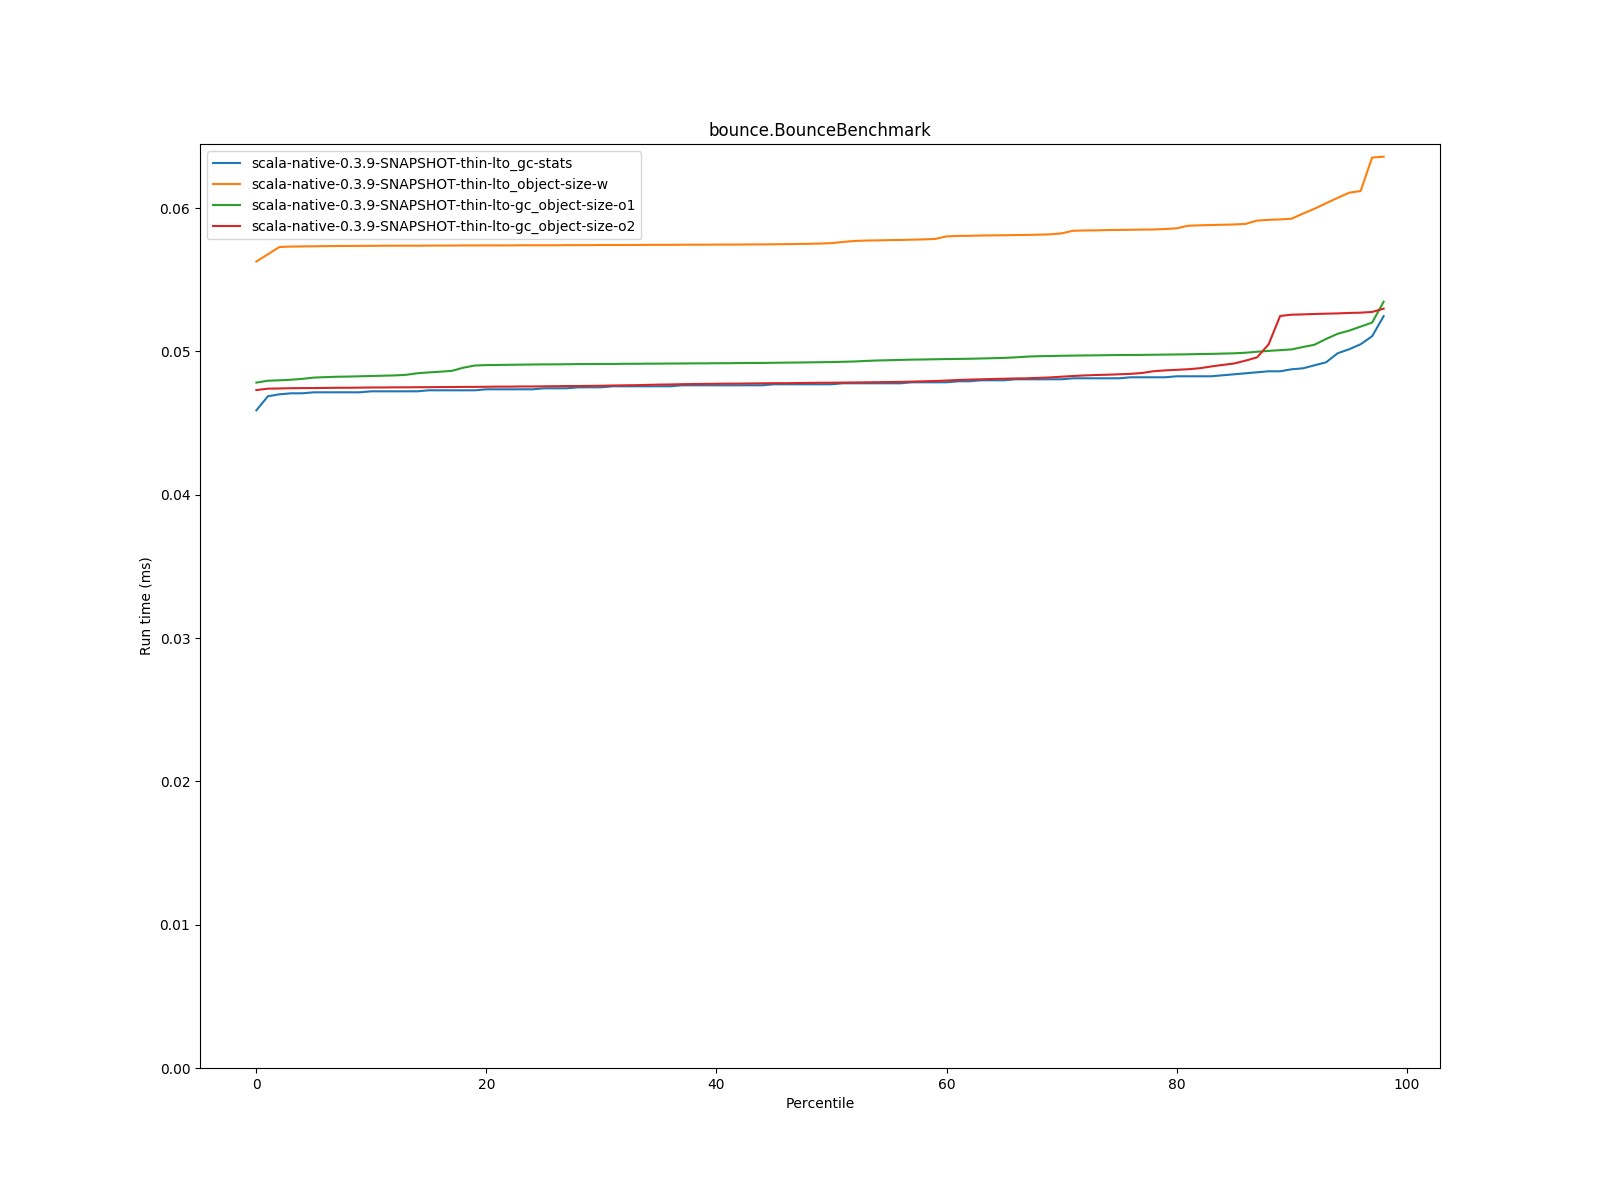 bounce.BounceBenchmark
scala-native-0.3.9-SNAPSHOT-thin-lto_gc-stats
scala-native-0.3.9-SNAPSHOT-thin-lto_object-size-w
scala-native-0.3.9-SNAPSHOT-thin-lto-gc_object-size-o1
scala-native-0.3.9-SNAPSHOT-thin-lto-gc_object-size-o2
0.06
0.05
0.04
0.03
0.02
0.01
0.00
Run time (ms)
0 20 40 60 80 100
Percentile